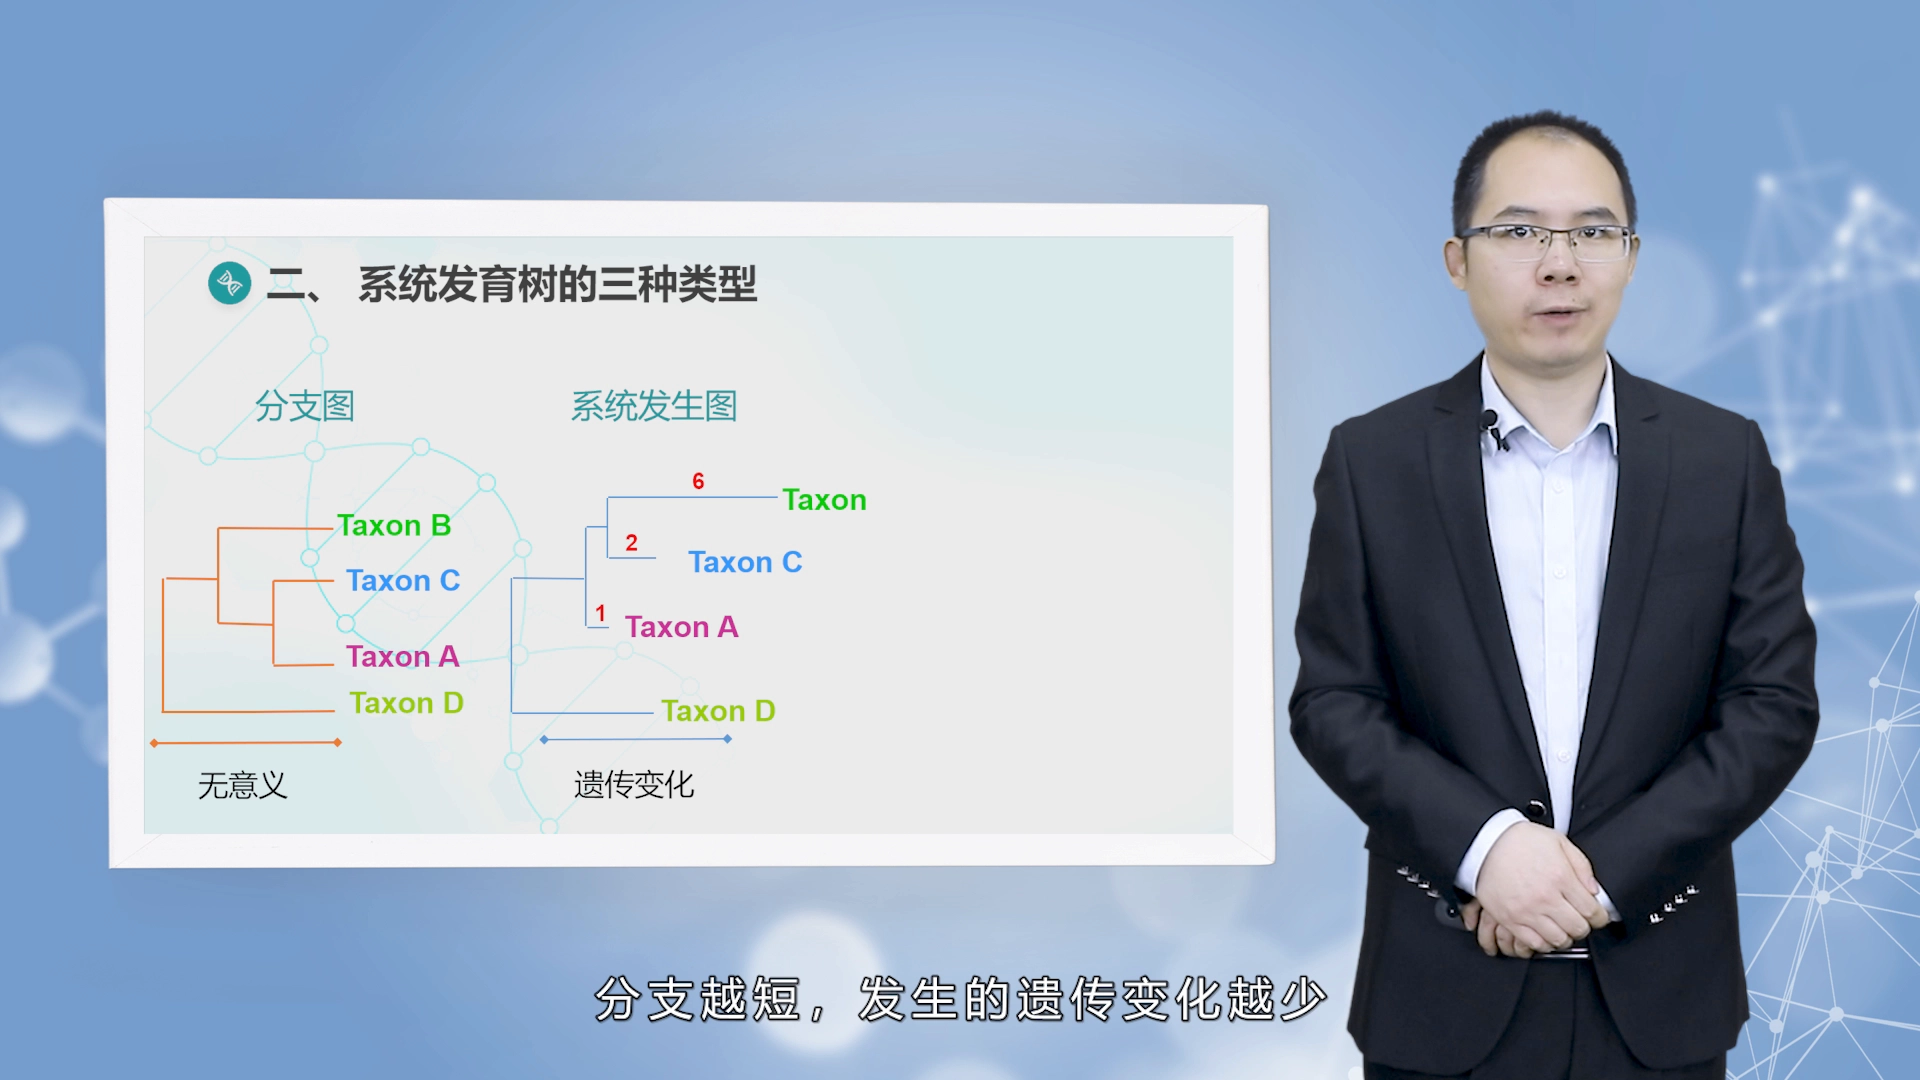 二、 系统发育树的三种类型
分支图
系统发生图
Taxon B
Taxon C
Taxon A
Taxon D
无意义
6
Taxon
2
Taxon C
1
Taxon A
Taxon D
遗传变化
分支越短，发生的遗传变化越少